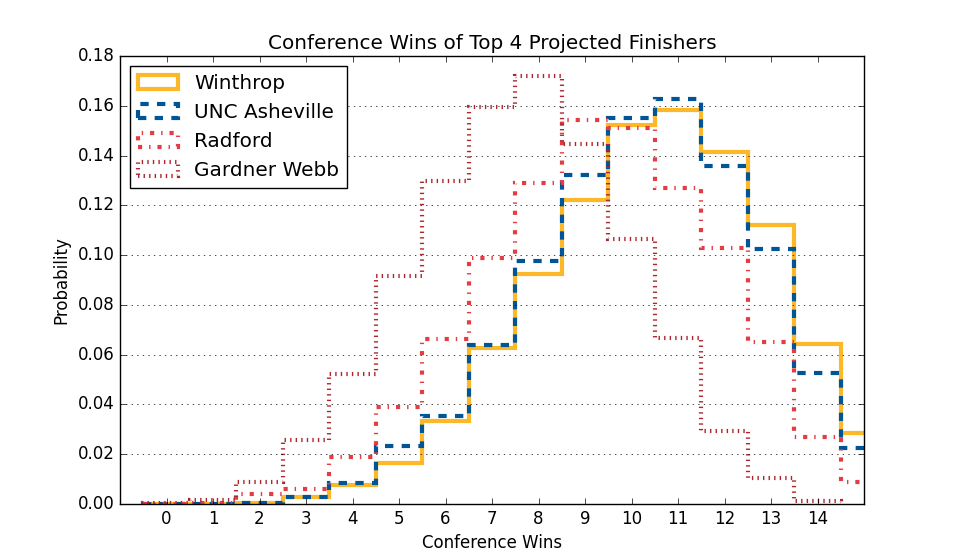 Conference Wins of Top 4 Projected Finishers
Winthrop
UNC Asheville
Radford
Gardner Webb
Probability
0.18
0.16
0.14
0.12
0.10
0.08
0.06
0.04
0.02
0.00
0 1 2 3 4 5 6 7 8 9 10 11 12 13 14
Conference Wins